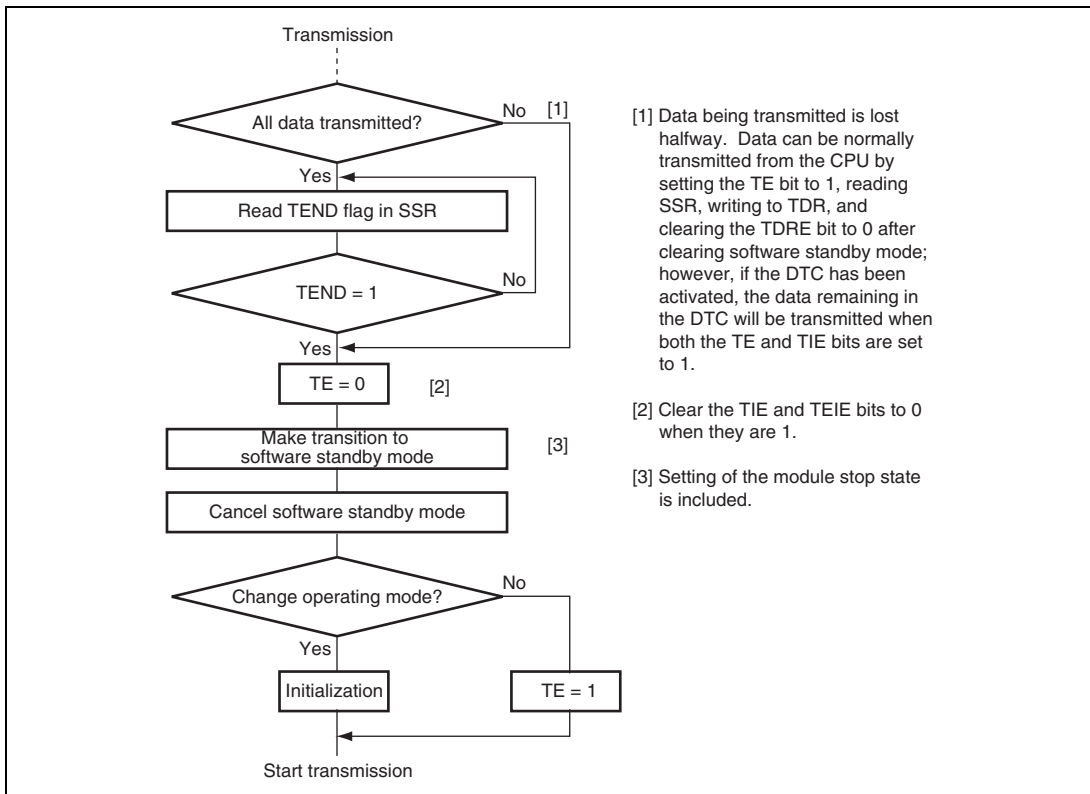 Transmission
All data transmitted?
No
[1]
Yes
Read TEND flag in SSR
TEND = 1
No
Yes
TE = 0
[2]
Make transition to
software standby mode
[3]
Cancel software standby mode
Change operating mode?
No
Yes
Initialization
TE = 1
Start transmission
[1] Data being transmitted is lost
halfway. Data can be normally
transmitted from the CPU by
setting the TE bit to 1, reading
SSR, writing to TDR, and
clearing the TDRE bit to 0 after
clearing software standby mode;
however, if the DTC has been
activated, the data remaining in
the DTC will be transmitted when
both the TE and TIE bits are set
to 1.
[2] Clear the TIE and TEIE bits to 0
when they are 1.
[3] Setting of the module stop state
is included.